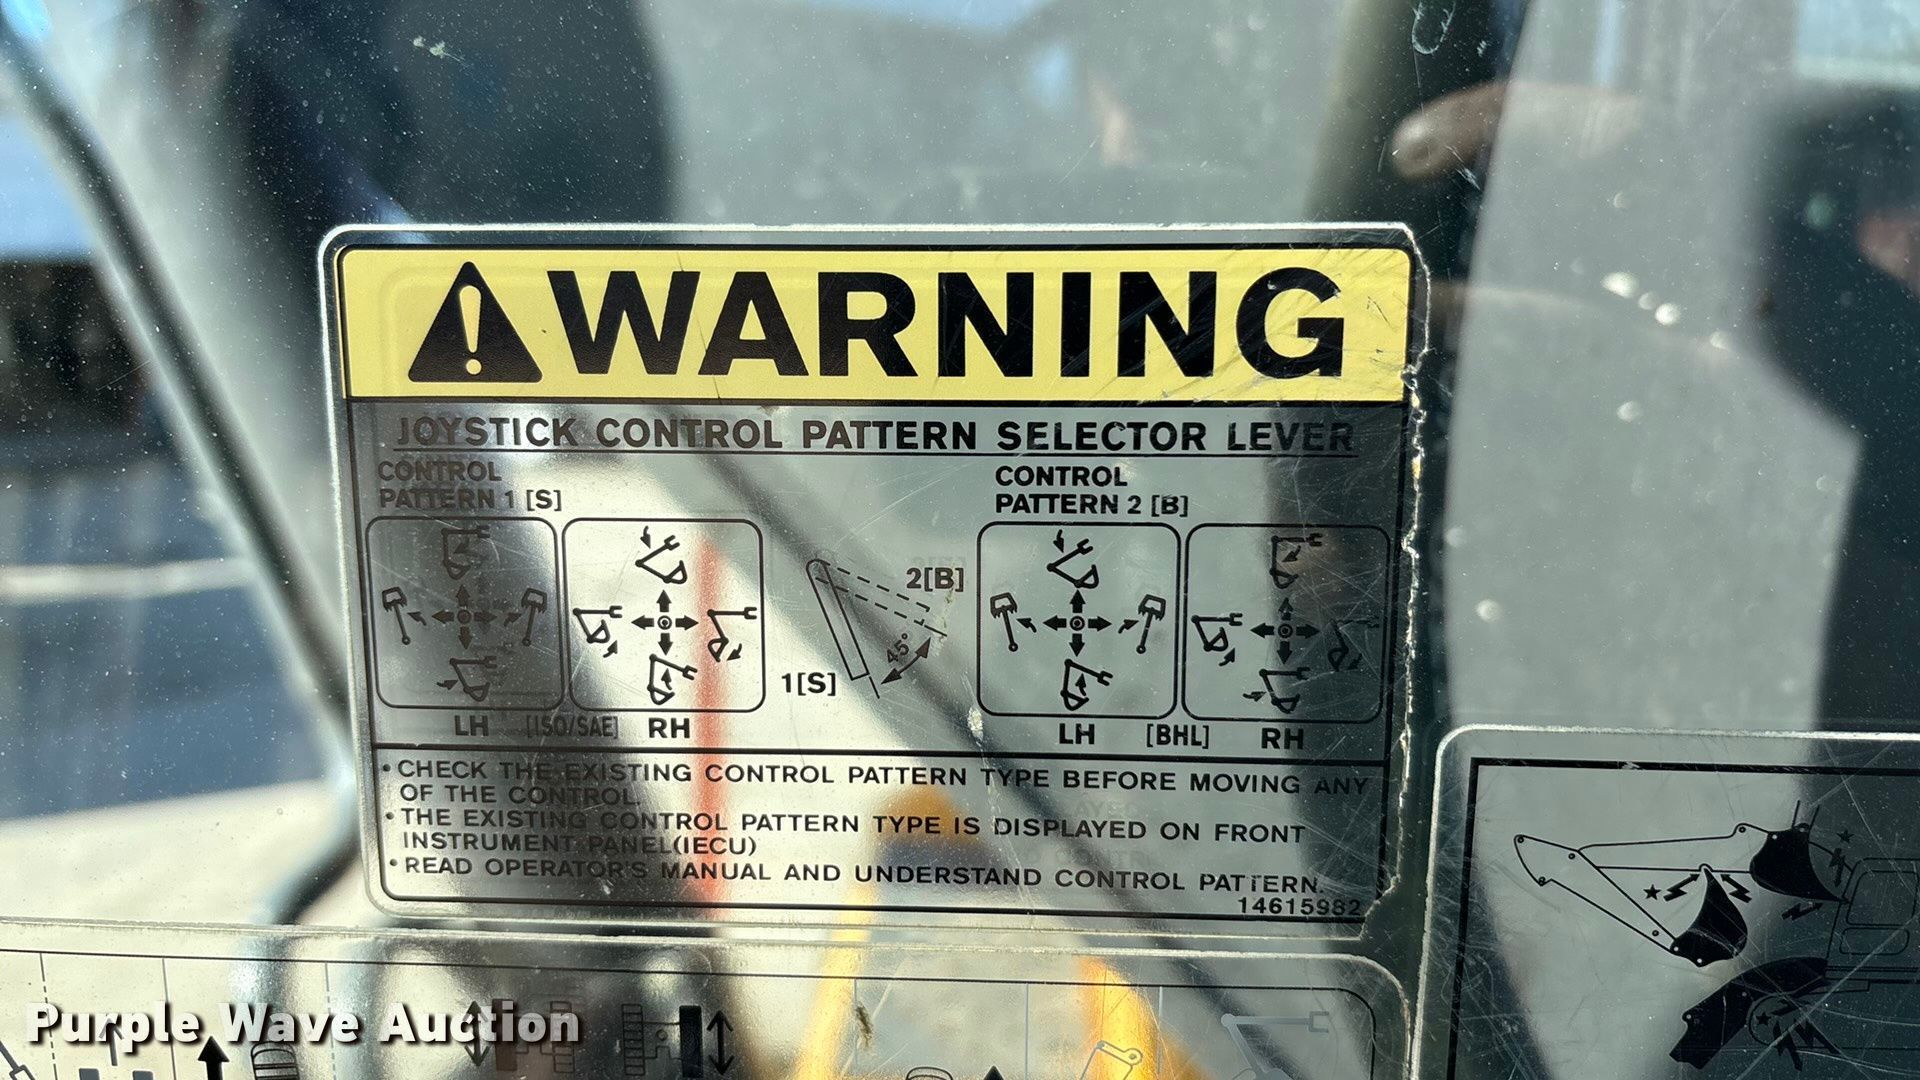 WARNING
JOYSTICK CONTROL PATTERN SELECTOR LEVER
CONTROL
PATTERN 1 [S]
CONTROL
PATTERN 2 [B]
2[B]
45°
1[S]
LH [ISO/SAE] RH
LH [BHL] RH
• CHECK THE EXISTING CONTROL PATTERN TYPE BEFORE MOVING ANY
OF THE CONTROL.
• THE EXISTING CONTROL PATTERN TYPE IS DISPLAYED ON FRONT
INSTRUMENT PANEL(IECU)
• READ OPERATOR'S MANUAL AND UNDERSTAND CONTROL PATTERN.
14615982
Purple Wave Auction